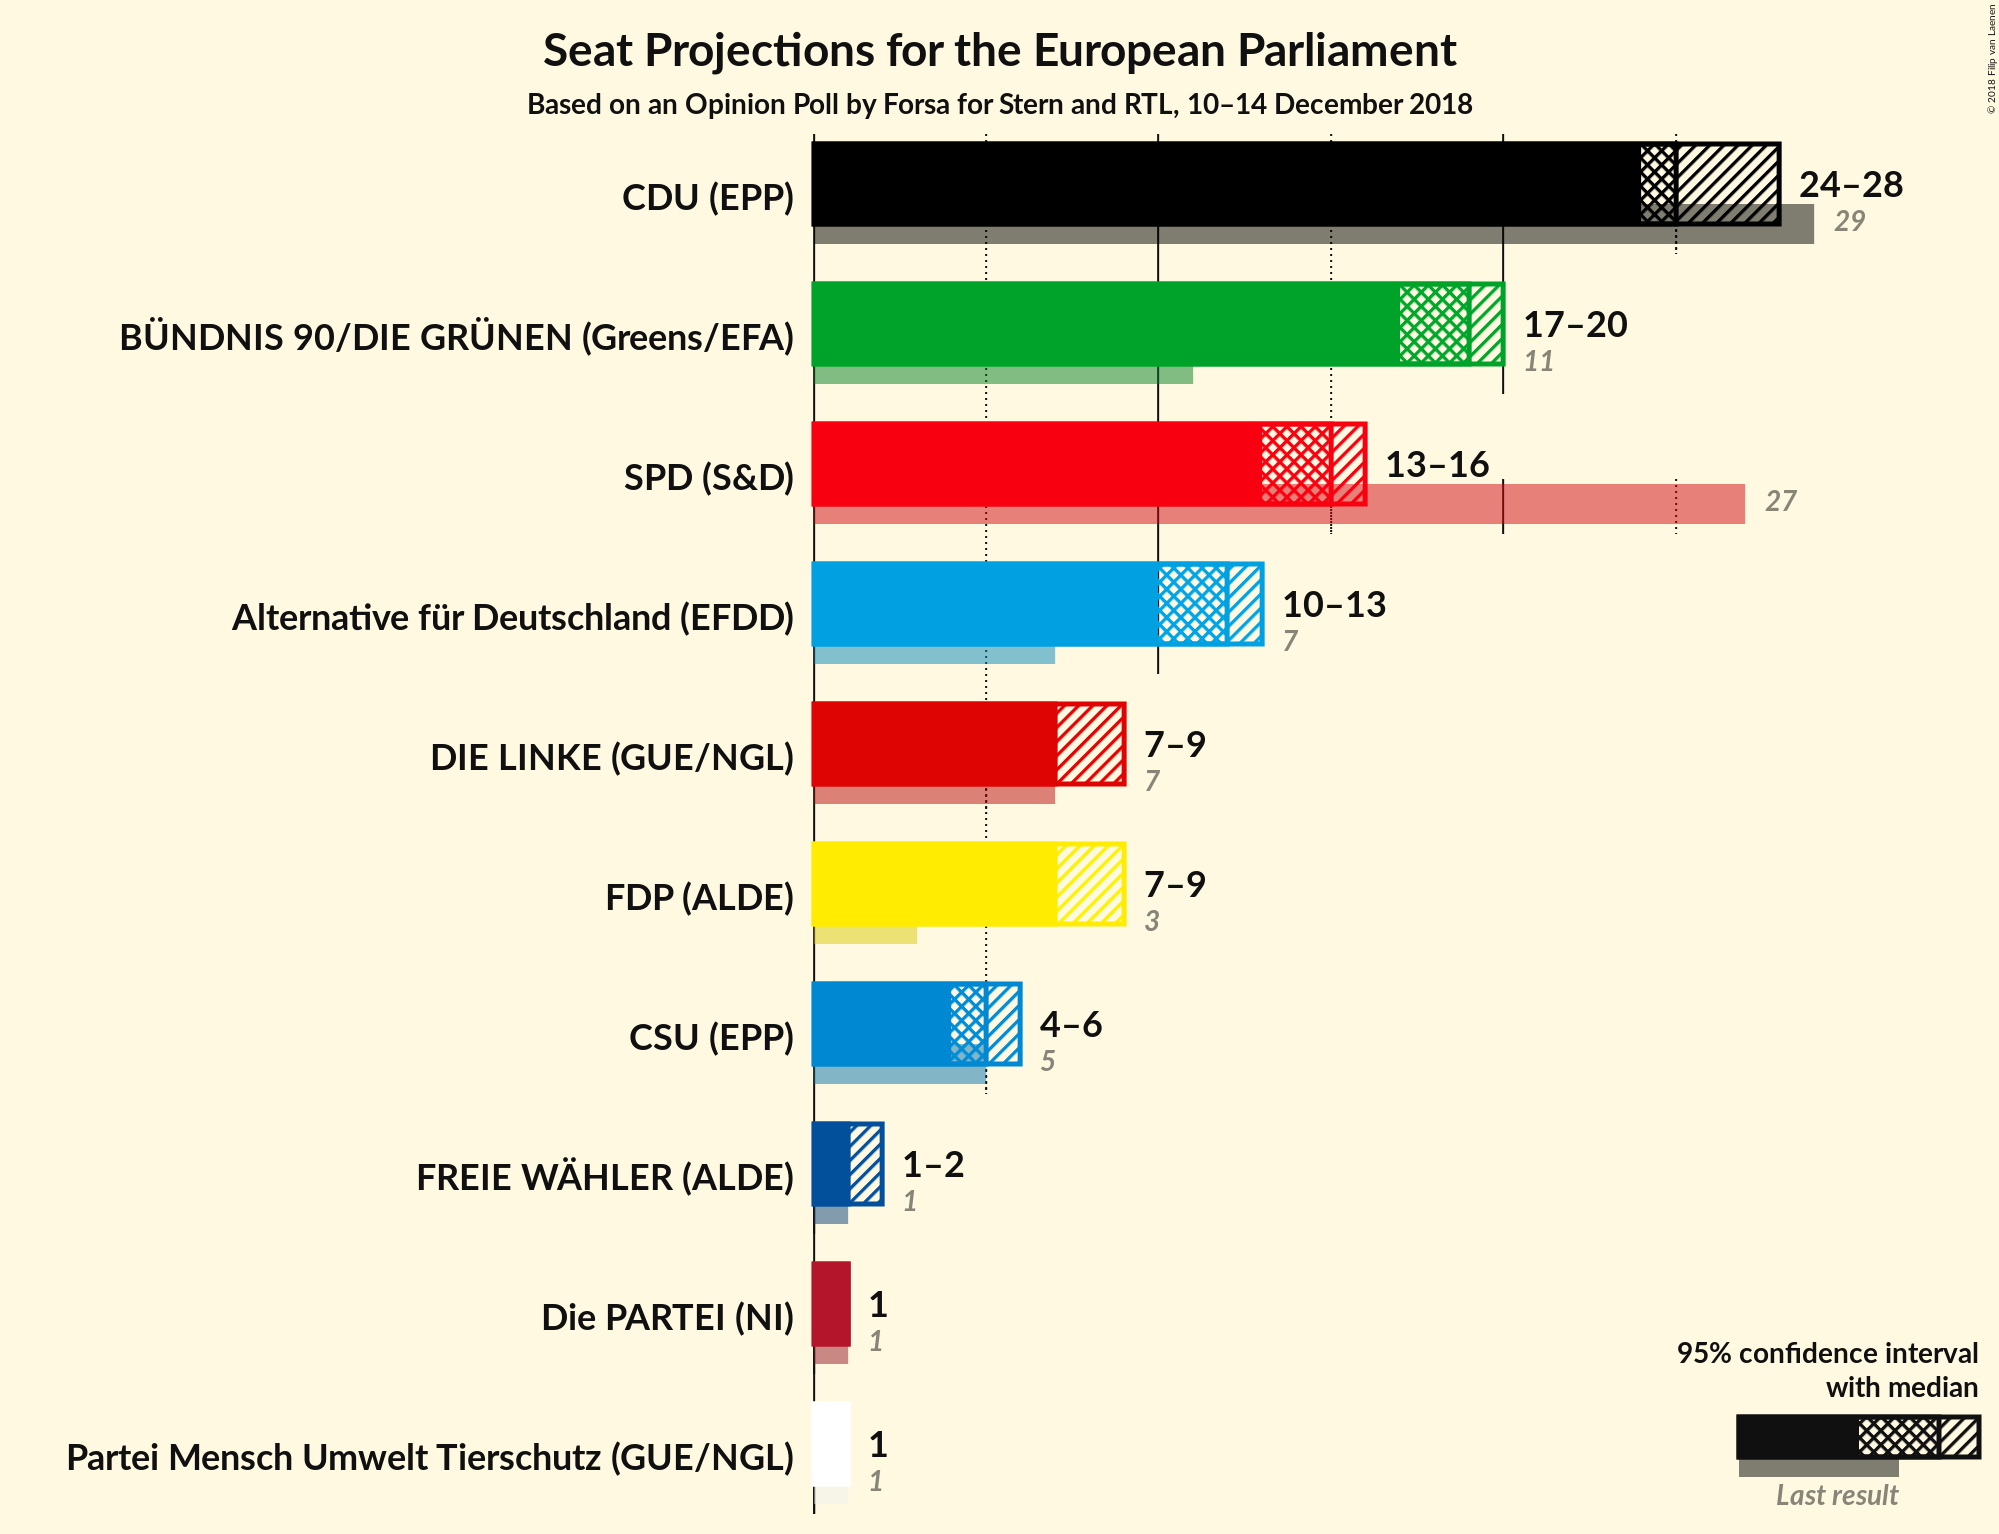 Seat Projections for the European Parliament
Based on an Opinion Poll by Forsa for Stern and RTL, 10–14 December 2018
© 2018 Filip van Laenen
CDU (EPP)
24–28
29
BÜNDNIS 90/DIE GRÜNEN (Greens/EFA)
17–20
11
SPD (S&D)
13–16
27
Alternative für Deutschland (EFDD)
10–13
7
DIE LINKE (GUE/NGL)
7–9
7
FDP (ALDE)
7–9
3
CSU (EPP)
4–6
5
FREIE WÄHLER (ALDE)
1–2
1
Die PARTEI (NI)
1
1
Partei Mensch Umwelt Tierschutz (GUE/NGL)
1
1
95% confidence interval
with median
Last result